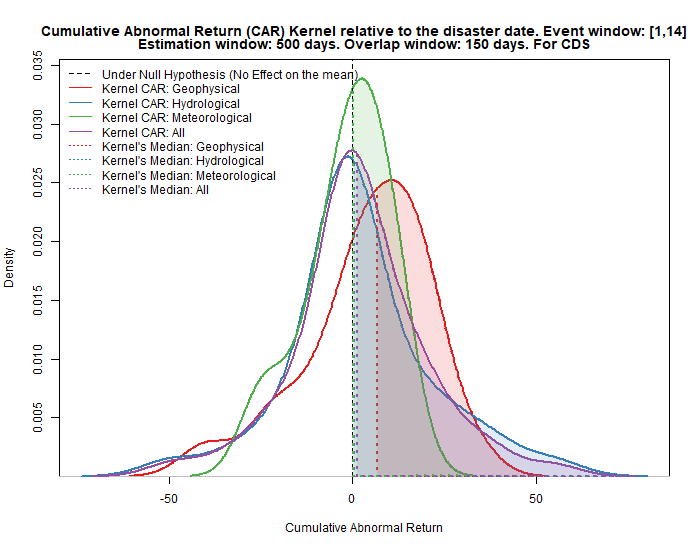 Cumulative Abnormal Return (CAR) Kernel relative to the disaster date. Event window: [1,14]
Estimation window: 500 days. Overlap window: 150 days. For CDS
Under Null Hypothesis (No Effect on the mean)
Kernel CAR: Geophysical
Kernel CAR: Hydrological
Kernel CAR: Meteorological
Kernel CAR: All
Kernel's Median: Geophysical
Kernel's Median: Hydrological
Kernel's Median: Meteorological
Kernel's Median: All
Density
0.035
0.030
0.025
0.020
0.015
0.010
0.005
-50
0
50
Cumulative Abnormal Return